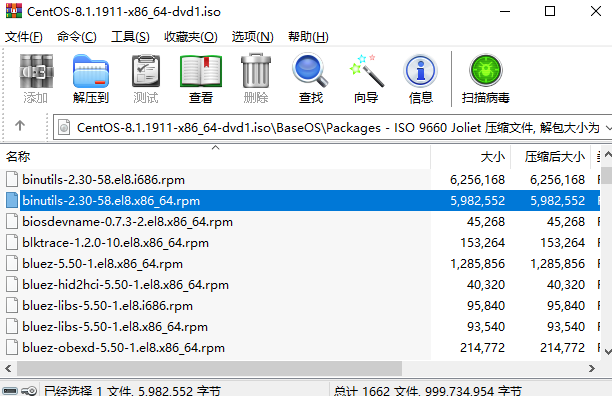 CentOS-8.1.1911-x86_64-dvd1.iso
文件(F) 命令(C) 工具(S) 收藏夹(O) 选项(N) 帮助(H)
添加 解压到 测试 查看 删除 查找 向导 信息 扫描病毒
CentOS-8.1.1911-x86_64-dvd1.iso\BaseOS\Packages - ISO 9660 Joliet 压缩文件, 解包大小为
名称 大小 压缩后大小
binutils-2.30-58.el8.i686.rpm 6,256,168 6,256,168
binutils-2.30-58.el8.x86_64.rpm 5,982,552 5,982,552
biosdevname-0.7.3-2.el8.x86_64.rpm 45,268 45,268
blktrace-1.2.0-10.el8.x86_64.rpm 153,264 153,264
bluez-5.50-1.el8.x86_64.rpm 1,285,856 1,285,856
bluez-hid2hci-5.50-1.el8.x86_64.rpm 40,320 40,320
bluez-libs-5.50-1.el8.i686.rpm 95,840 95,840
bluez-libs-5.50-1.el8.x86_64.rpm 93,540 93,540
bluez-obexd-5.50-1.el8.x86_64.rpm 214,772 214,772
已经选择 1 文件, 5,982,552 字节 总计 1662 文件, 999,734,954 字节